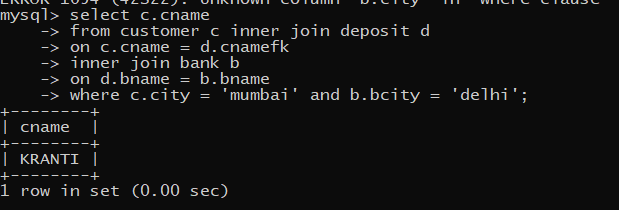 ERROR 1054 (42S22): Unknown column 'b.city' in 'where clause'
mysql> select c.cname
    -> from customer c inner join deposit d
    -> on c.cname = d.cnamefk
    -> inner join bank b
    -> on d.bname = b.bname
    -> where c.city = 'mumbai' and b.bcity = 'delhi';
+--------+
| cname  |
+--------+
| KRANTI |
+--------+
1 row in set (0.00 sec)